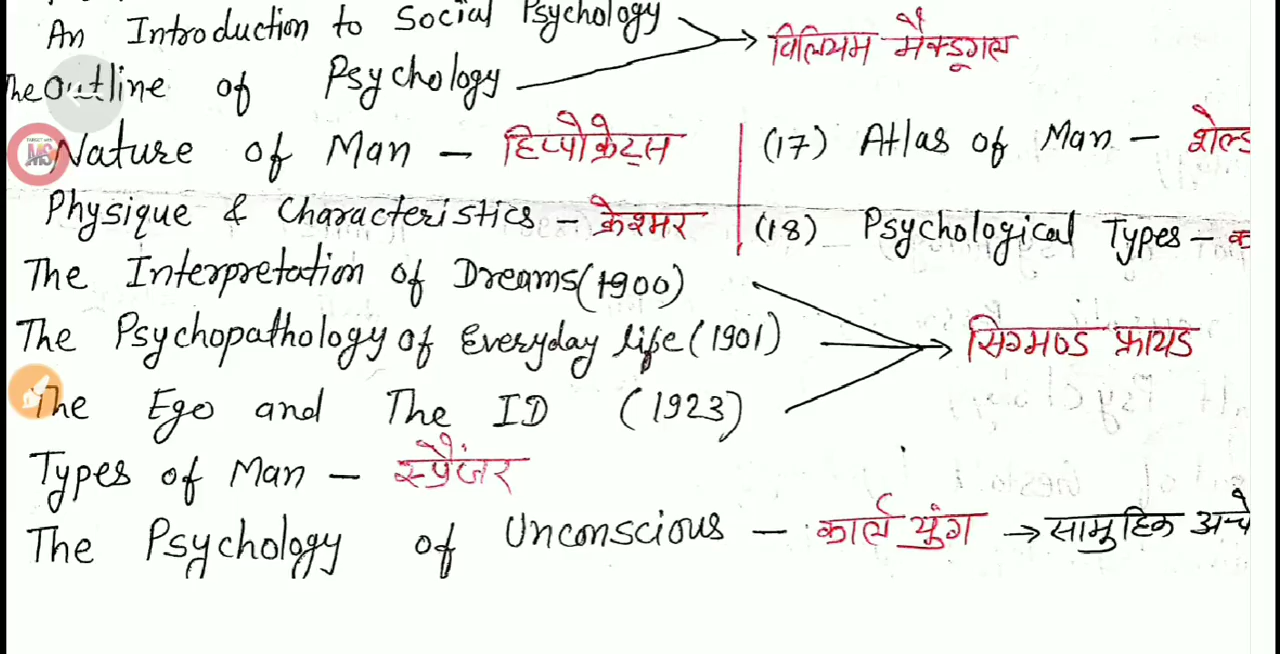 An Introduction to Social Psychology
→ विलियम मैक्डूगल
The Outline of Psychology
Nature of Man – हिप्पोक्रेट्स
(17) Atlas of Man – शेल्ड
Physique & Characteristics – क्रेश्मर
(18) Psychological Types –
The Interpretation of Dreams (1900)
The Psychopathology of Everyday life (1901) → सिग्मण्ड फ्रायड
The Ego and The ID (1923)
Types of Man – स्प्रैंजर
The Psychology of Unconscious – कार्ल युंग → सामुहिक अचे